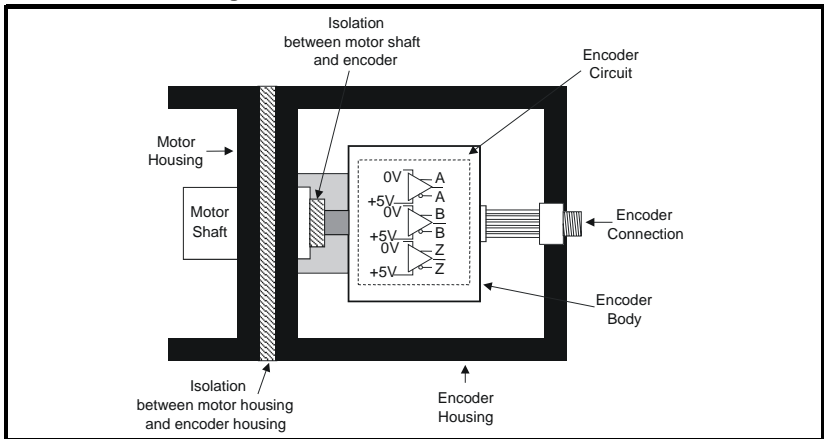 Isolation
between motor shaft
and encoder
Encoder
Circuit
Motor
Housing
0V
A
+5V
A
0V
B
+5V
B
0V
Z
+5V
Z
Motor
Shaft
Encoder
Connection
Encoder
Body
Isolation
between motor housing
and encoder housing
Encoder
Housing